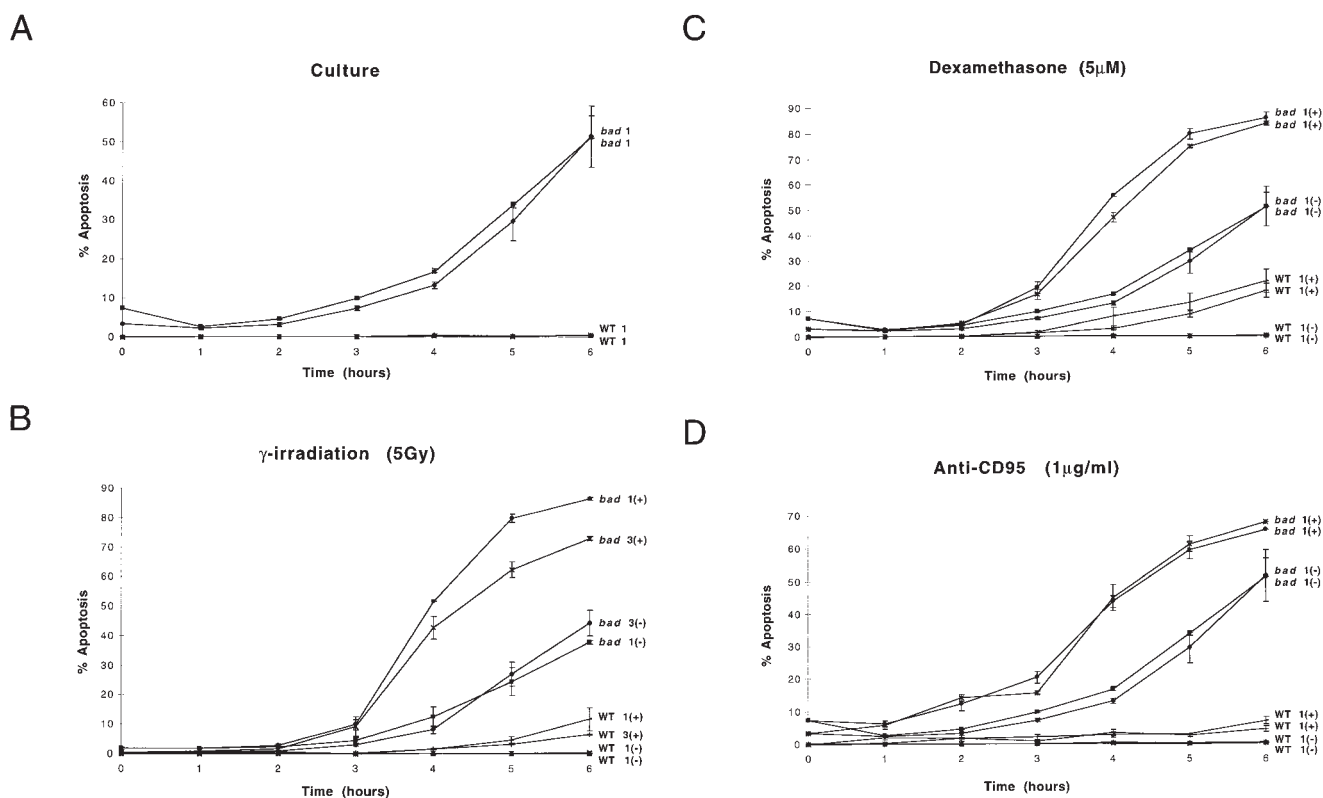 A
Culture
% Apoptosis
60
50
40
30
20
10
0
0 1 2 3 4 5 6
Time (hours)
bad 1
bad 1
WT 1
WT 1
B
γ-irradiation (5Gy)
% Apoptosis
90
80
70
60
50
40
30
20
10
0
0 1 2 3 4 5 6
Time (hours)
bad 1(+)
bad 3(+)
bad 3(-)
bad 1(-)
WT 1(+)
WT 3(+)
WT 1(-)
WT 1(-)
C
Dexamethasone (5μM)
% Apoptosis
90
80
70
60
50
40
30
20
10
0
0 1 2 3 4 5 6
Time (hours)
bad 1(+)
bad 1(+)
bad 1(-)
bad 1(-)
WT 1(+)
WT 1(+)
WT 1(-)
WT 1(-)
D
Anti-CD95 (1μg/ml)
% Apoptosis
70
60
50
40
30
20
10
0
0 1 2 3 4 5 6
Time (hours)
bad 1(+)
bad 1(+)
bad 1(-)
bad 1(-)
WT 1(+)
WT 1(+)
WT 1(-)
WT 1(-)